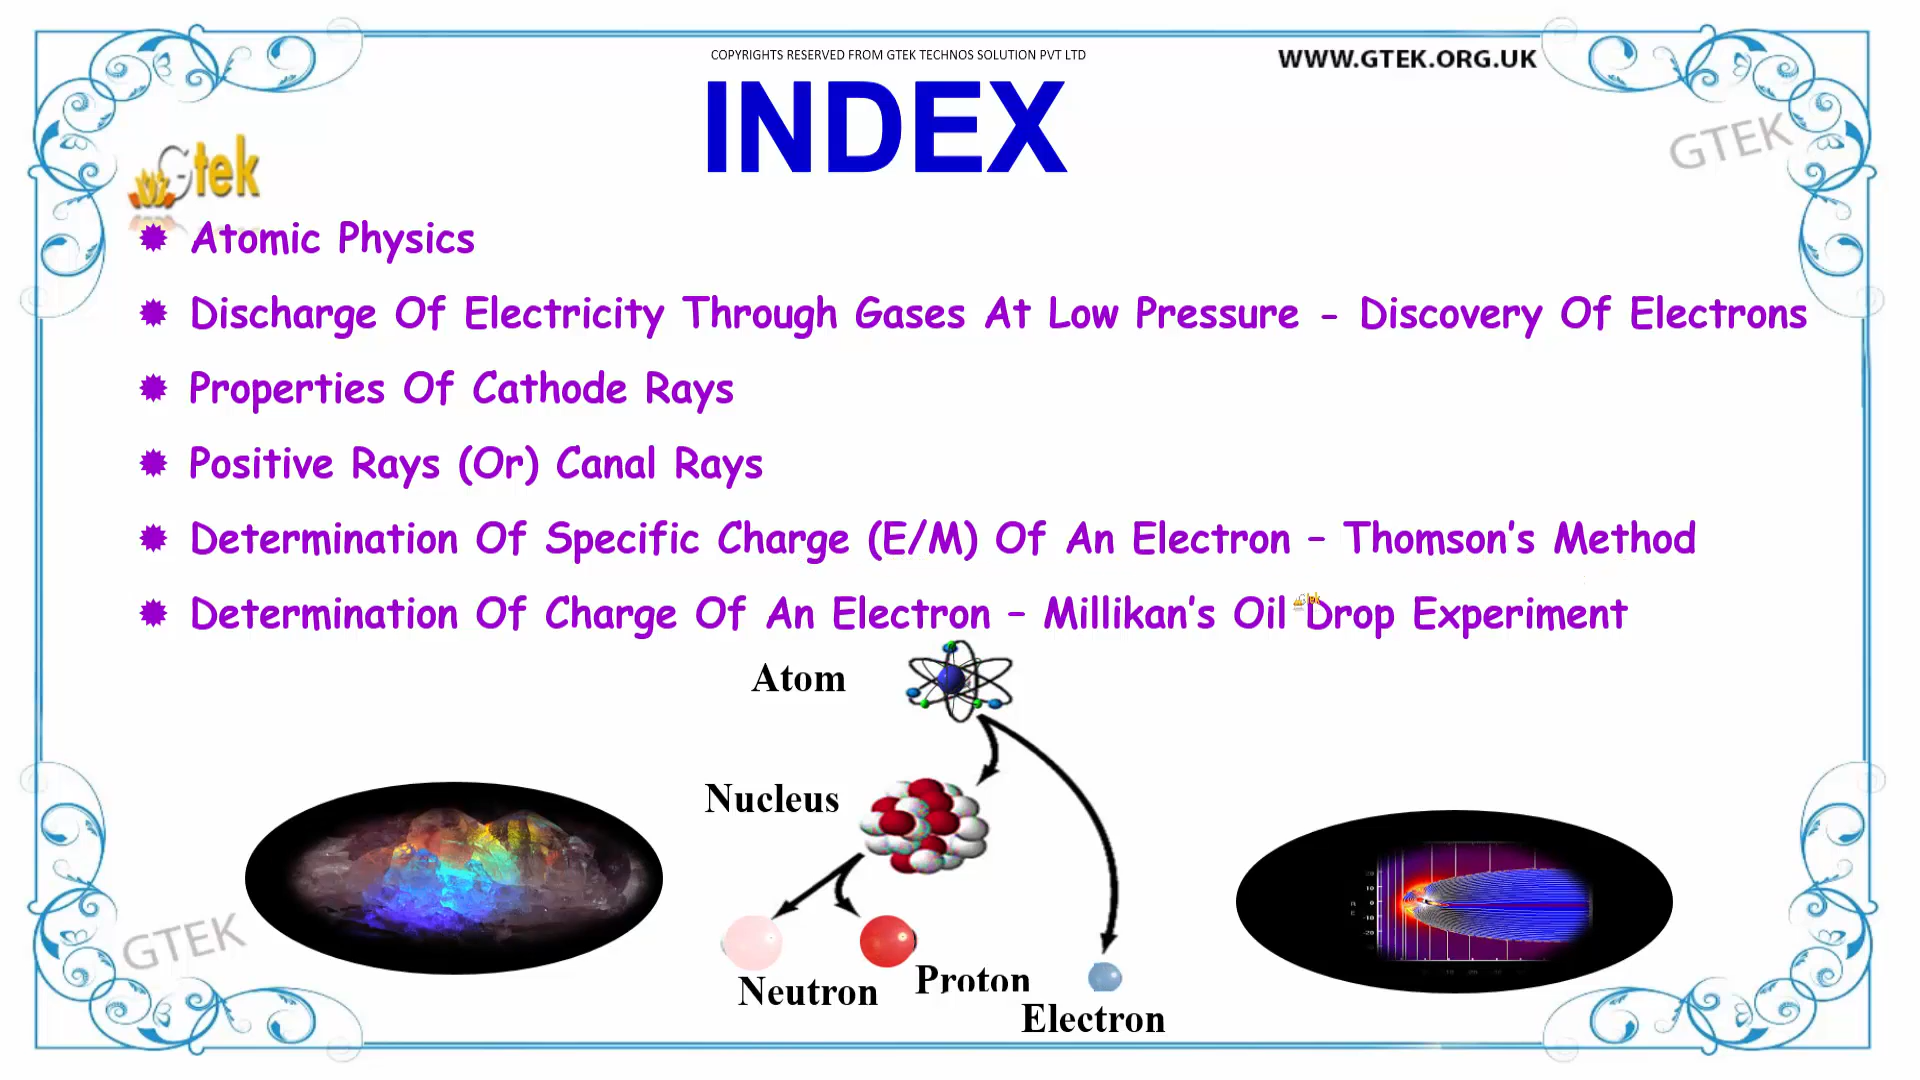 COPYRIGHTS RESERVED FROM GTEK TECHNOS SOLUTION PVT LTD
WWW.GTEK.ORG.UK
INDEX
GTEK
Gtek
Atomic Physics
Discharge Of Electricity Through Gases At Low Pressure - Discovery Of Electrons
Properties Of Cathode Rays
Positive Rays (Or) Canal Rays
Determination Of Specific Charge (E/M) Of An Electron – Thomson's Method
Determination Of Charge Of An Electron – Millikan's Oil Drop Experiment
Atom
Nucleus
GTEK
Neutron
Proton
Electron